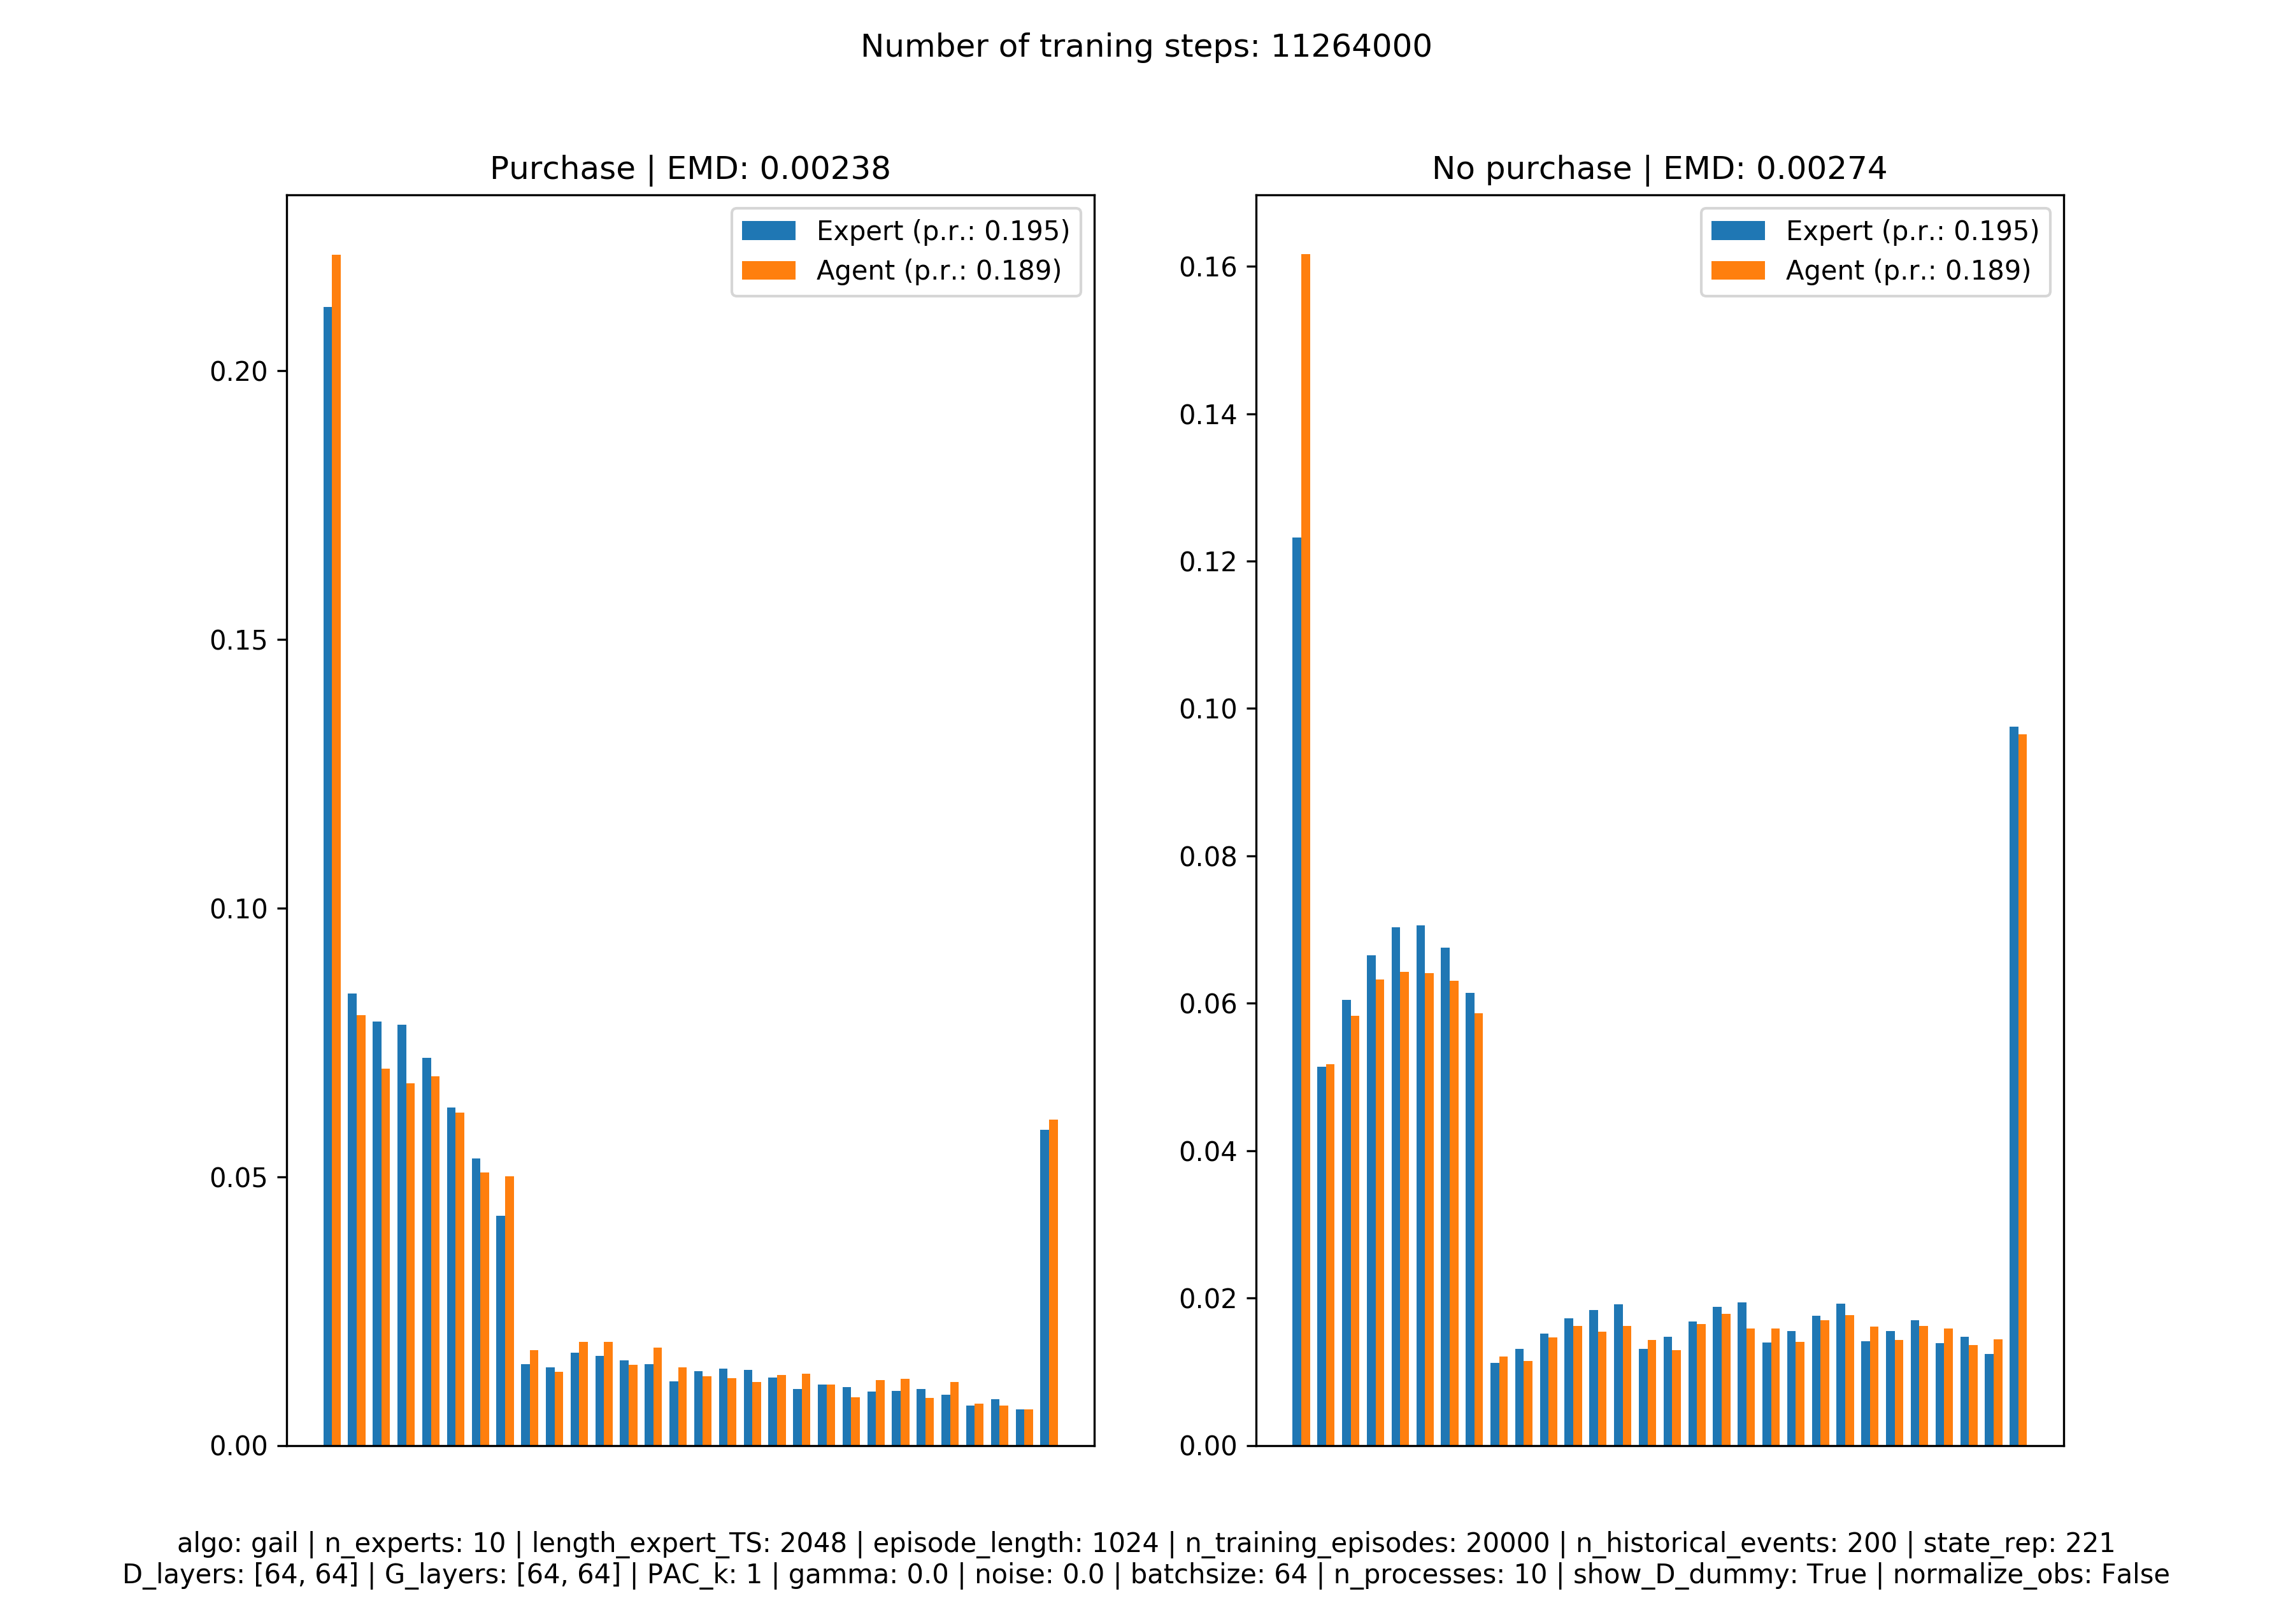 Number of traning steps: 11264000
Purchase | EMD: 0.00238
Expert (p.r.: 0.195)
Agent (p.r.: 0.189)
0.20
0.15
0.10
0.05
0.00
No purchase | EMD: 0.00274
Expert (p.r.: 0.195)
Agent (p.r.: 0.189)
0.16
0.14
0.12
0.10
0.08
0.06
0.04
0.02
0.00
algo: gail | n_experts: 10 | length_expert_TS: 2048 | episode_length: 1024 | n_training_episodes: 20000 | n_historical_events: 200 | state_rep: 221
D_layers: [64, 64] | G_layers: [64, 64] | PAC_k: 1 | gamma: 0.0 | noise: 0.0 | batchsize: 64 | n_processes: 10 | show_D_dummy: True | normalize_obs: False